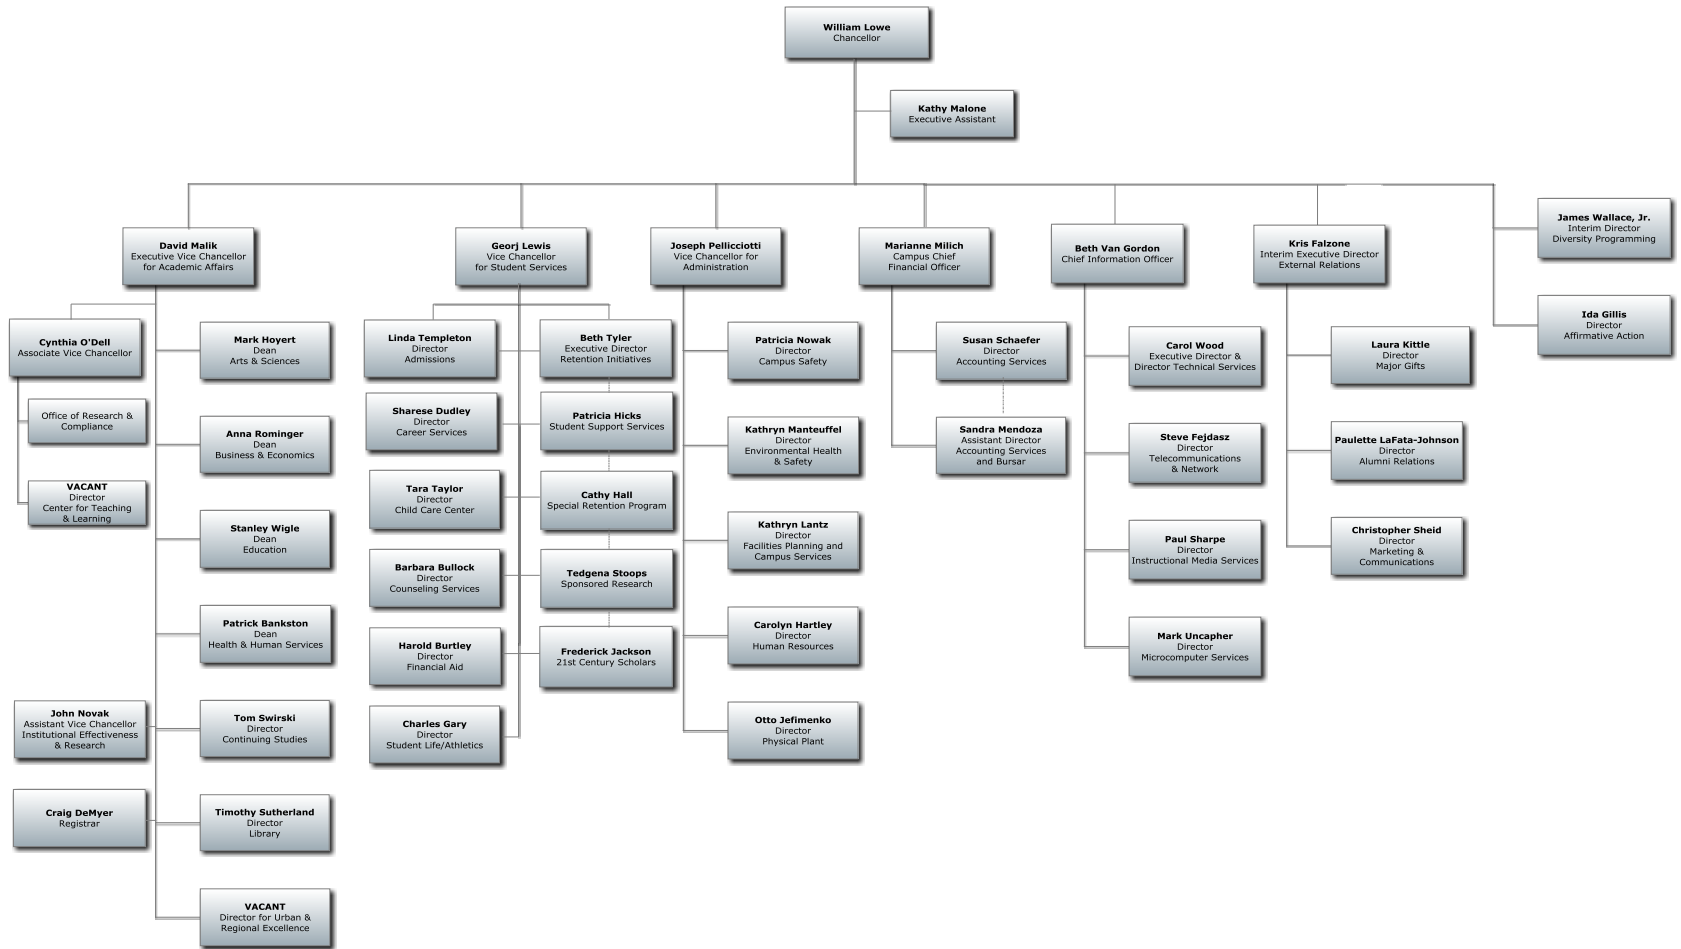 William Lowe
Chancellor
Kathy Malone
Executive Assistant
David Malik
Executive Vice Chancellor
for Academic Affairs
Georj Lewis
Vice Chancellor
for Student Services
Joseph Pellicciotti
Vice Chancellor for
Administration
Marianne Milich
Campus Chief
Financial Officer
Beth Van Gordon
Chief Information Officer
Kris Falzone
Interim Executive Director
External Relations
James Wallace, Jr.
Interim Director
Diversity Programming
Ida Gillis
Director
Affirmative Action
Cynthia O'Dell
Associate Vice Chancellor
Office of Research &
Compliance
VACANT
Director
Center for Teaching
& Learning
John Novak
Assistant Vice Chancellor
Institutional Effectiveness
& Research
Craig DeMyer
Registrar
Mark Hoyert
Dean
Arts & Sciences
Anna Rominger
Dean
Business & Economics
Stanley Wigle
Dean
Education
Patrick Bankston
Dean
Health & Human Services
Tom Swirski
Director
Continuing Studies
Timothy Sutherland
Director
Library
VACANT
Director for Urban &
Regional Excellence
Linda Templeton
Director
Admissions
Sharese Dudley
Director
Career Services
Tara Taylor
Director
Child Care Center
Barbara Bullock
Director
Counseling Services
Harold Burtley
Director
Financial Aid
Charles Gary
Director
Student Life/Athletics
Beth Tyler
Executive Director
Retention Initiatives
Patricia Hicks
Student Support Services
Cathy Hall
Special Retention Program
Tedgena Stoops
Sponsored Research
Frederick Jackson
21st Century Scholars
Patricia Nowak
Director
Campus Safety
Kathryn Manteuffel
Director
Environmental Health
& Safety
Kathryn Lantz
Director
Facilities Planning and
Campus Services
Carolyn Hartley
Director
Human Resources
Otto Jefimenko
Director
Physical Plant
Susan Schaefer
Director
Accounting Services
Sandra Mendoza
Assistant Director
Accounting Services
and Bursar
Carol Wood
Executive Director &
Director Technical Services
Steve Fejdasz
Director
Telecommunications
& Network
Paul Sharpe
Director
Instructional Media Services
Mark Uncapher
Director
Microcomputer Services
Laura Kittle
Director
Major Gifts
Paulette LaFata-Johnson
Director
Alumni Relations
Christopher Sheid
Director
Marketing &
Communications